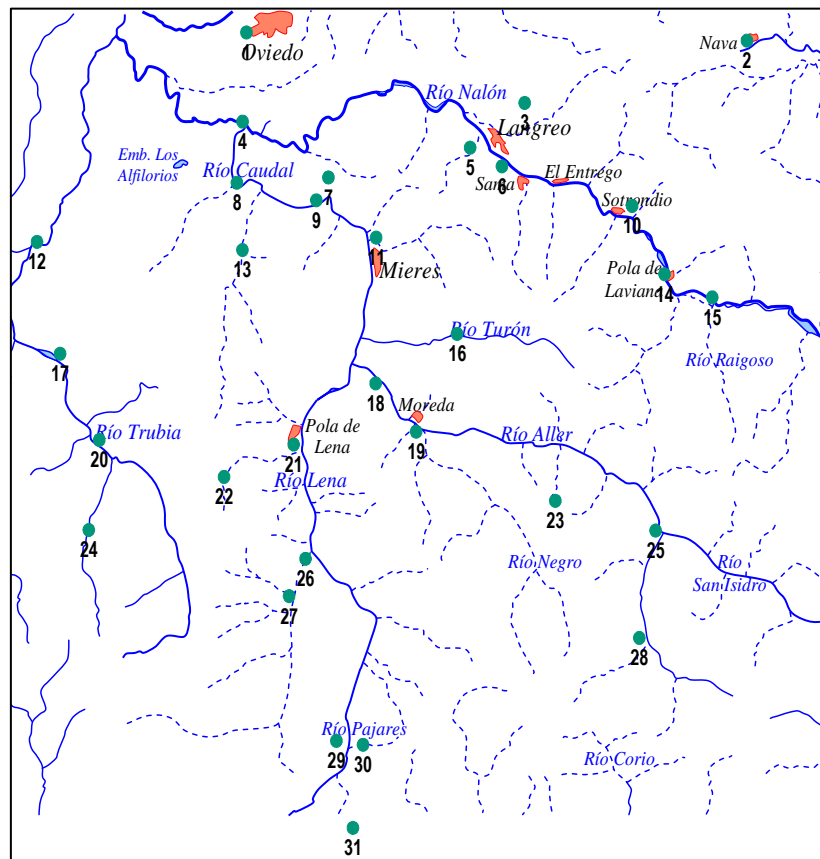 Oviedo
1
Nava
2
Río Nalón
3
Langreo
4
Emb. Los
Alfilorios
Río Caudal
5
6
Sama
El Entrego
7
8
9
Sotrondio
10
11
Mieres
12
13
Pola de
Laviana
14
15
Río Turón
16
Río Raigoso
17
18
Moreda
19
Río Aller
Río Trubia
20
Pola de
Lena
21
Río Lena
22
23
24
25
26
Río Negro
Río
San Isidro
27
28
Río Pajares
29
30
Río Corio
31